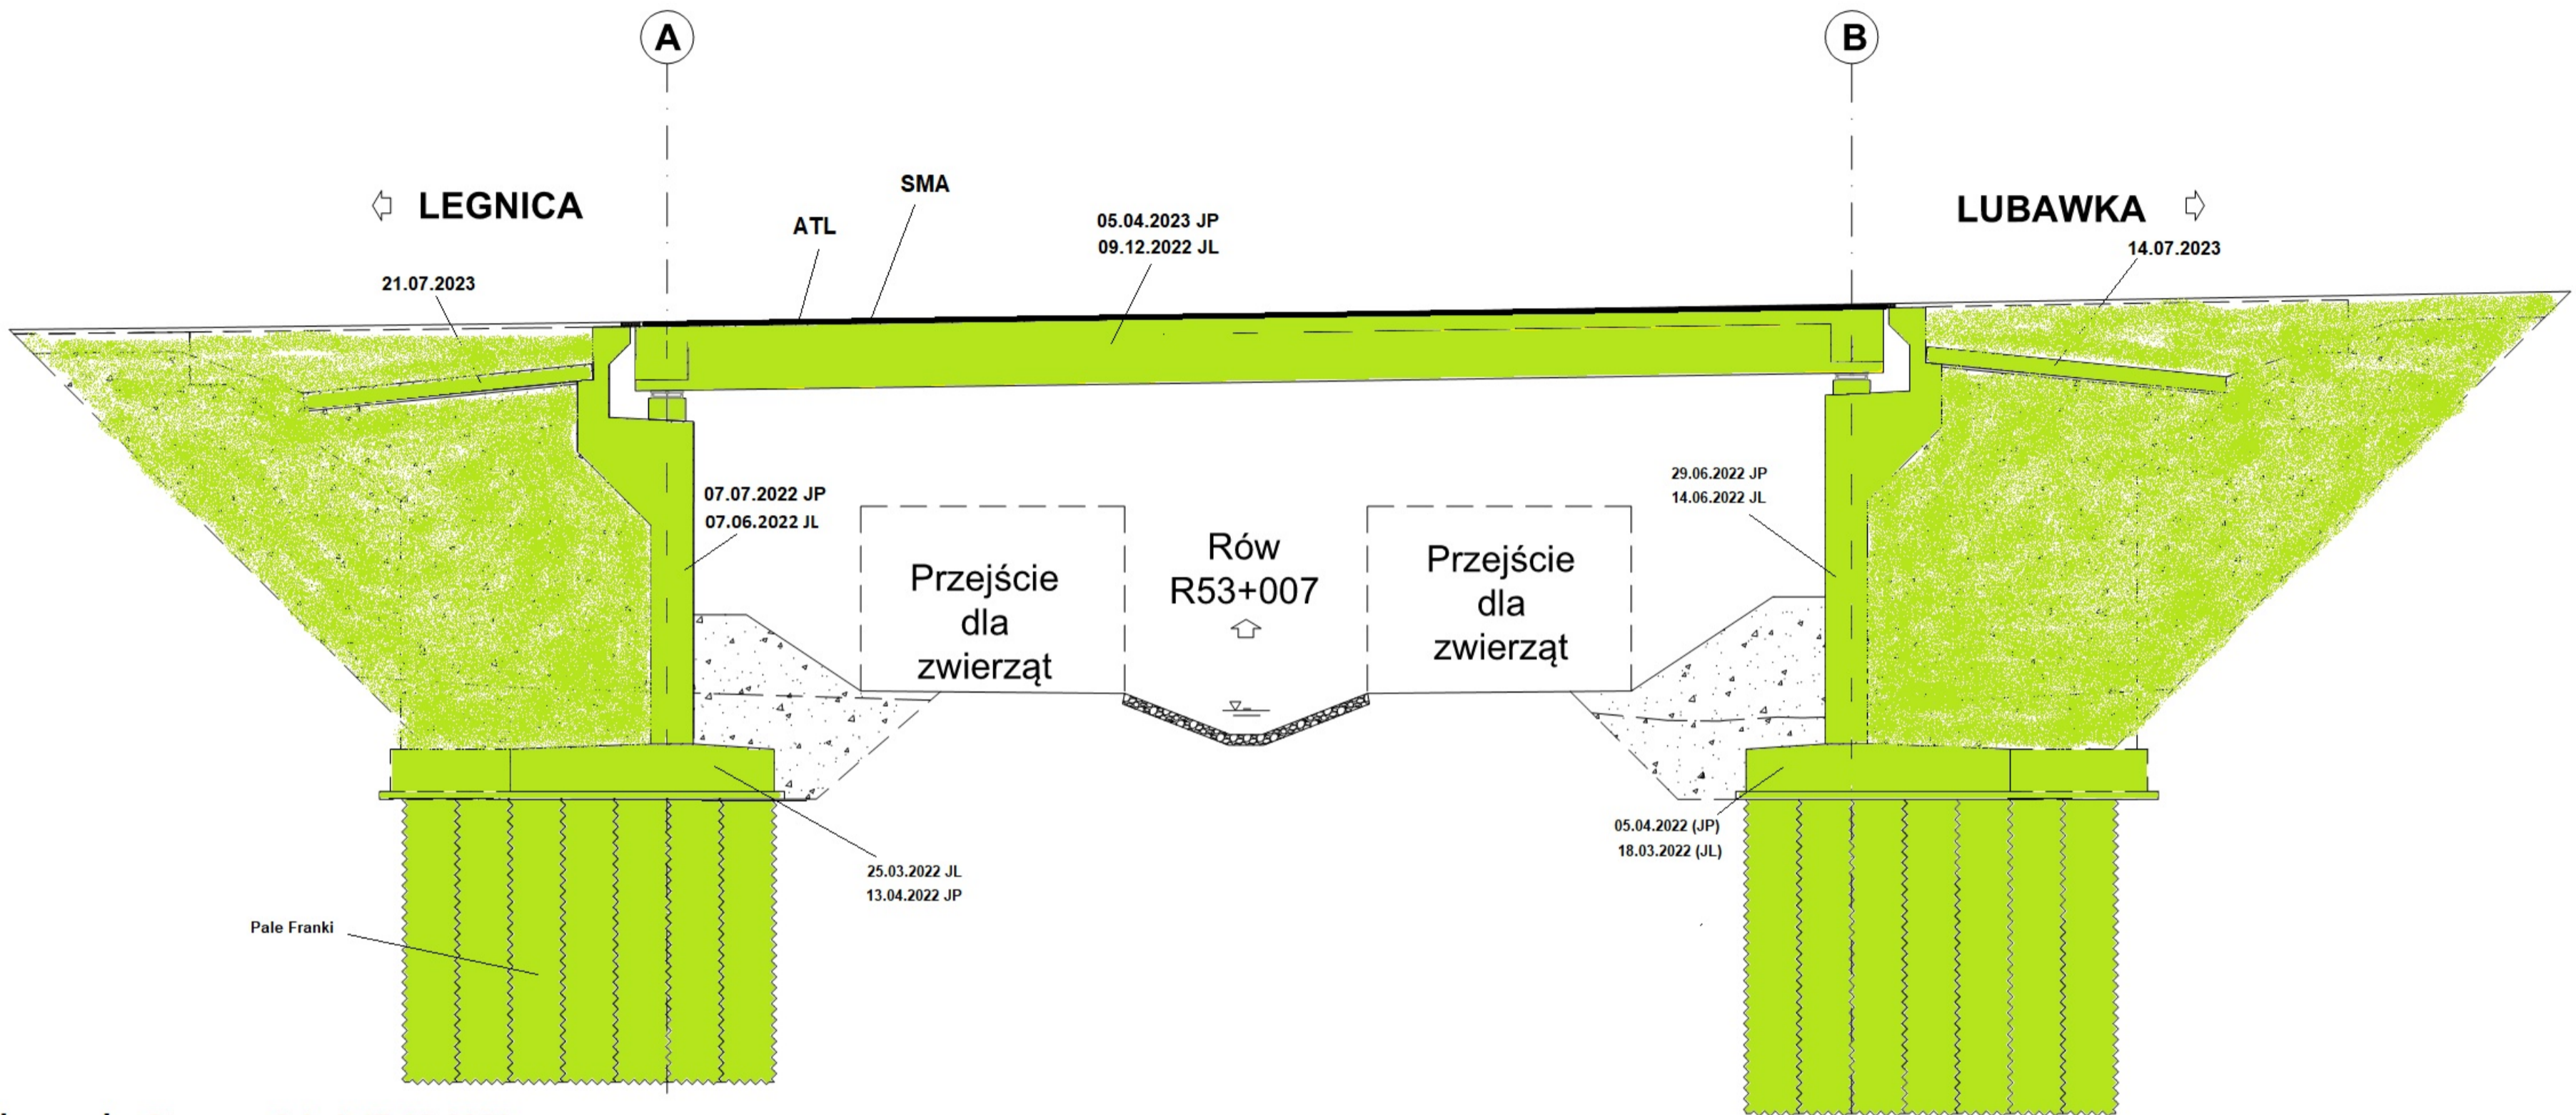 A
B
LEGNICA
LUBAWKA
SMA
ATL
05.04.2023 JP
09.12.2022 JL
14.07.2023
21.07.2023
07.07.2022 JP
07.06.2022 JL
29.06.2022 JP
14.06.2022 JL
Przejście
dla
zwierząt
Rów
R53+007
Przejście
dla
zwierząt
25.03.2022 JL
13.04.2022 JP
05.04.2022 (JP)
18.03.2022 (JL)
Pale Franki